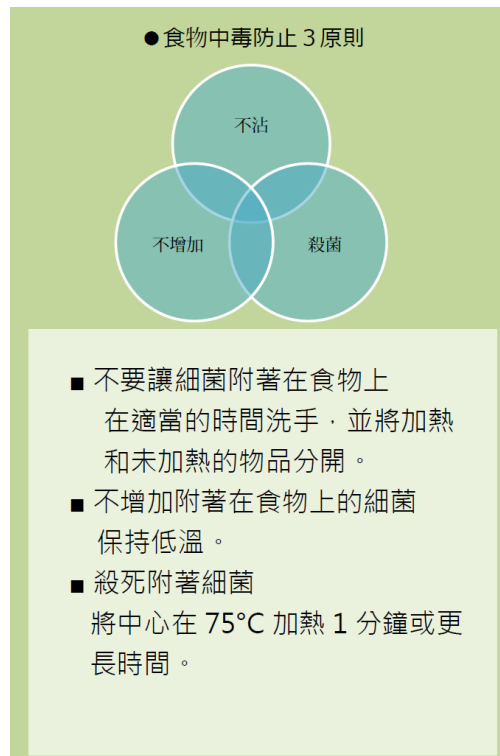 ●食物中毒防止3原則
不沾
不增加
殺菌
■ 不要讓細菌附著在食物上
在適當的時間洗手，並將加熱
和未加熱的物品分開。
■ 不增加附著在食物上的細菌
保持低溫。
■ 殺死附著細菌
將中心在 75°C 加熱 1 分鐘或更
長時間。